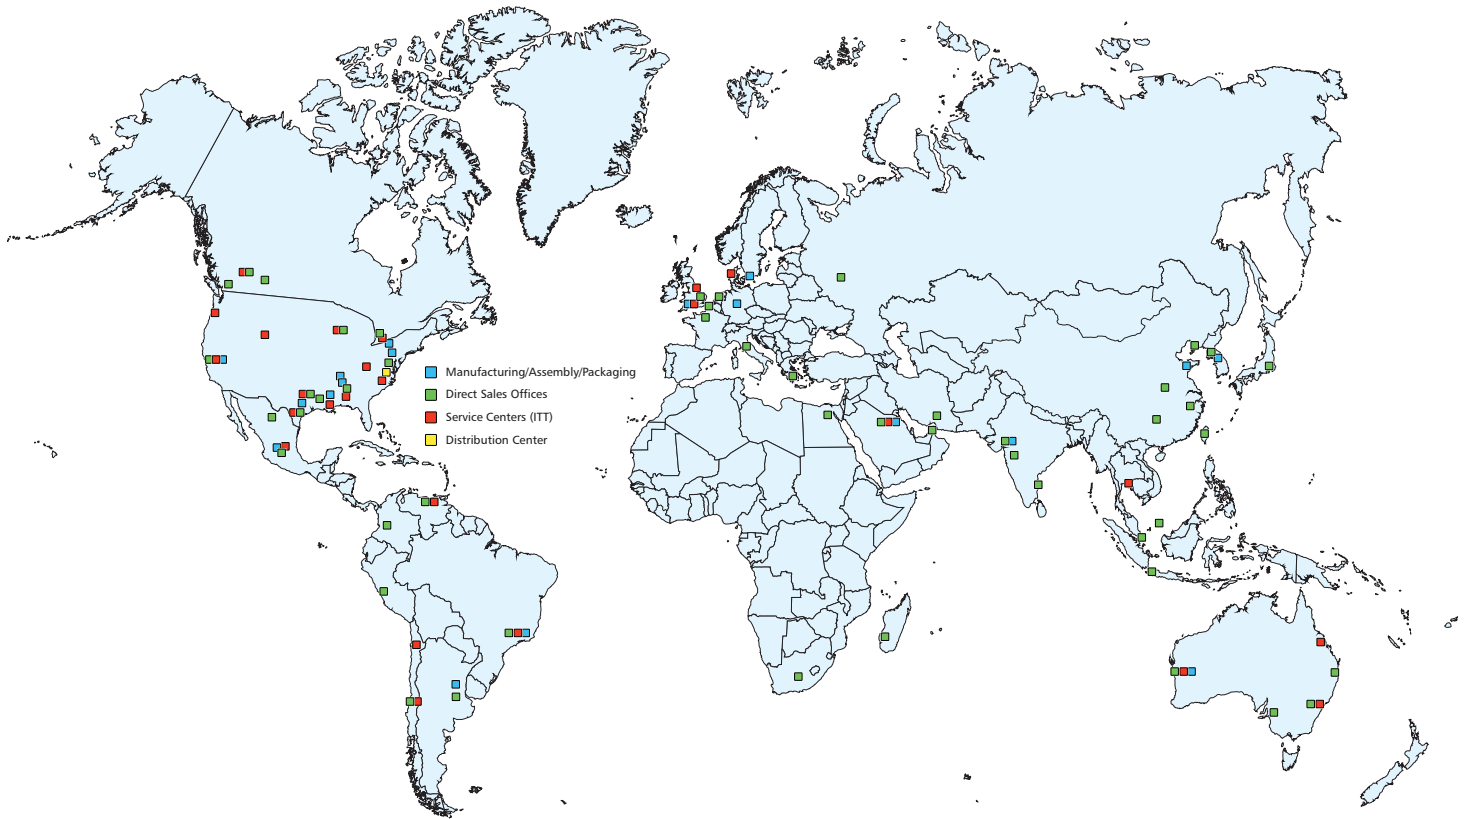 Manufacturing/Assembly/Packaging
Direct Sales Offices
Service Centers (ITT)
Distribution Center